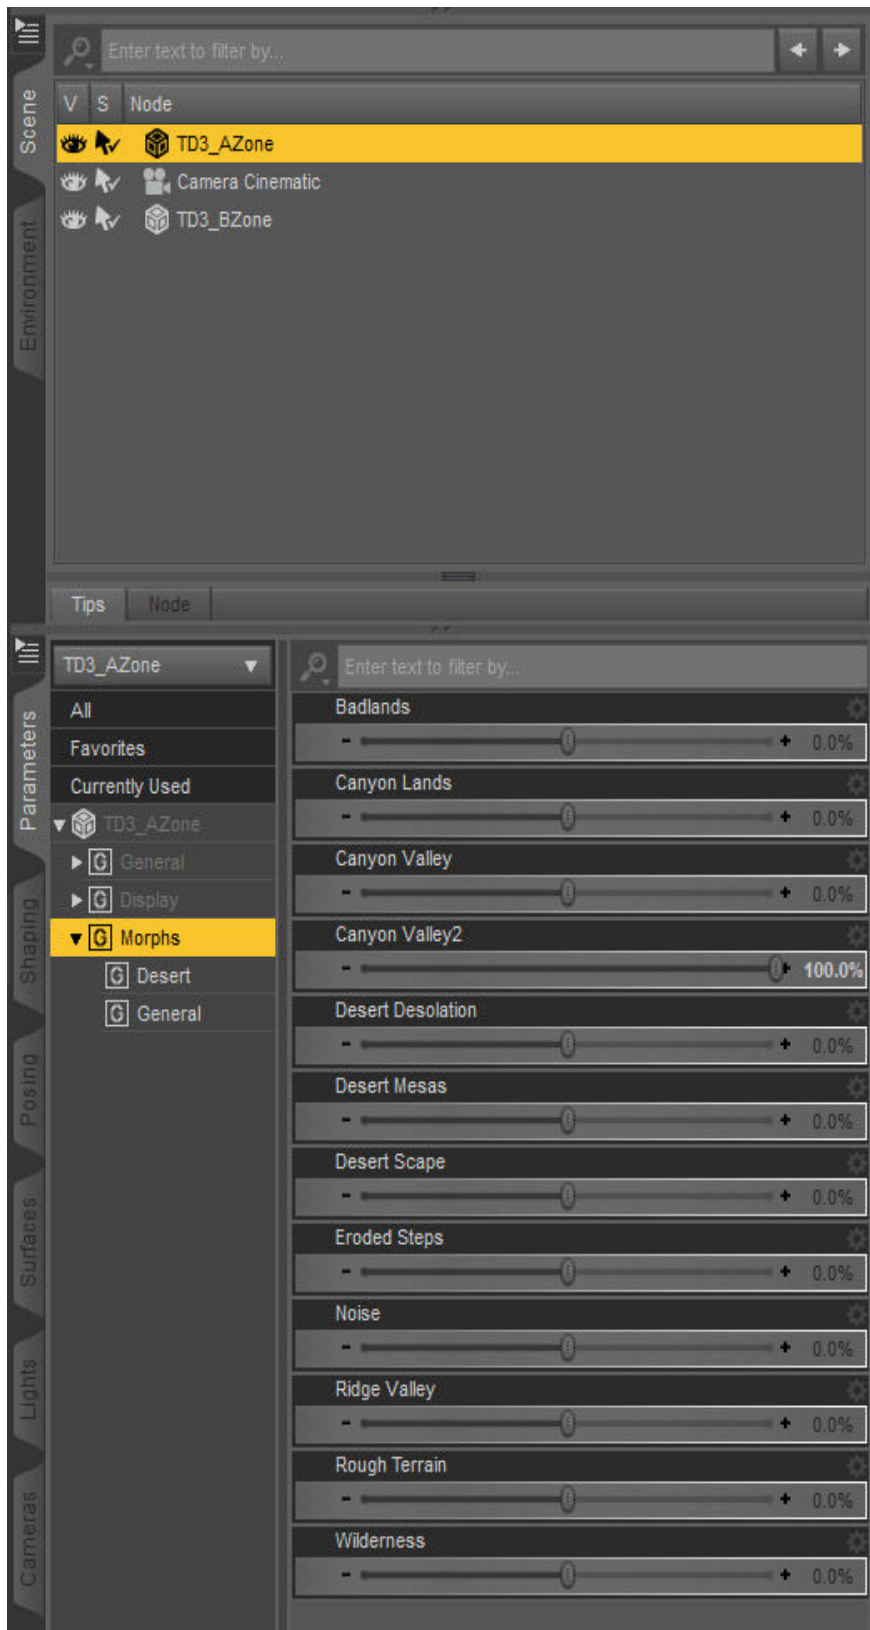 Enter text to filter by...
V S Node
TD3_AZone
Camera Cinematic
TD3_BZone
Scene
Environment
Tips Node
TD3_AZone
All
Favorites
Currently Used
TD3_AZone
G General
G Display
G Morphs
G Desert
G General
Parameters
Shaping
Posing
Surfaces
Lights
Cameras
Enter text to filter by...
Badlands
- + 0.0%
Canyon Lands
- + 0.0%
Canyon Valley
- + 0.0%
Canyon Valley2
- + 100.0%
Desert Desolation
- + 0.0%
Desert Mesas
- + 0.0%
Desert Scape
- + 0.0%
Eroded Steps
- + 0.0%
Noise
- + 0.0%
Ridge Valley
- + 0.0%
Rough Terrain
- + 0.0%
Wilderness
- + 0.0%